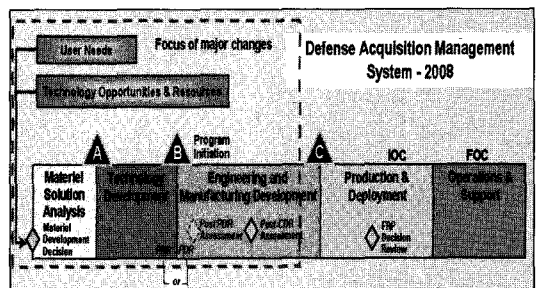 User Needs
Focus of major changes
Defense Acquisition Management
System - 2008
Technology Opportunities & Resources
A
B
Program
Initiation
C
IOC
FOC
Materiel
Solution
Analysis
Materiel
Development
Decision
Technology
Development
Engineering and
Manufacturing Development
Post PDR
Assessment
Post-CDR
Assessment
PDR
PDR
or
Production &
Deployment
FRP
Decision
Review
Operations &
Support